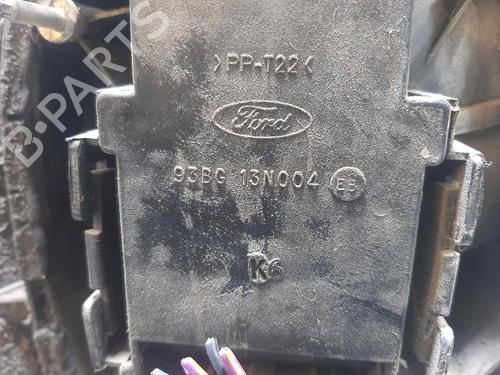 >PP-T22<
Ford
93BG 13N004 EB
K6
B-PARTS